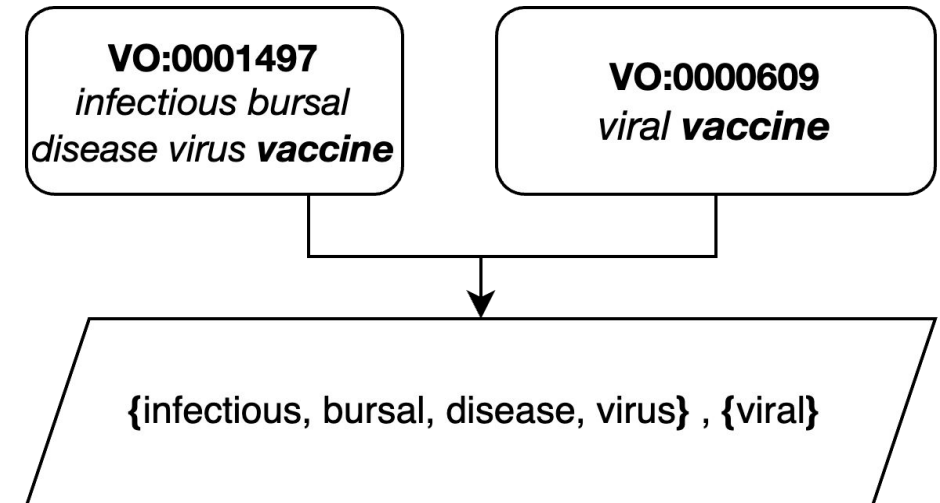 VO:0001497
infectious bursal
disease virus vaccine
VO:0000609
viral vaccine
{infectious, bursal, disease, virus} , {viral}